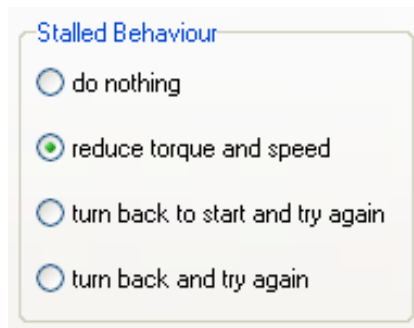 Stalled Behaviour
do nothing
reduce torque and speed
turn back to start and try again
turn back and try again